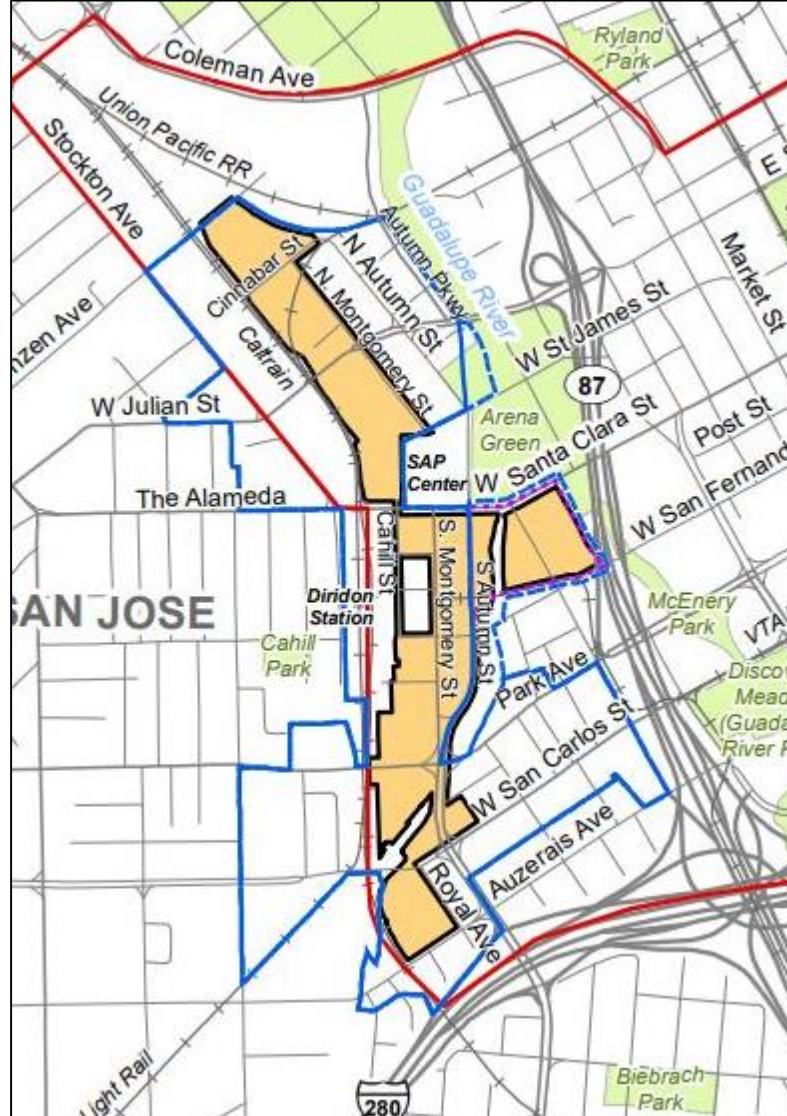 Coleman Ave
Ryland
Park
Union Pacific RR
Stockton Ave
Guadalupe River
E S
Autumn Pkwy
N Autumn St
Cinnabar St
N. Montgomery St
Market St
W St James St
nzen Ave
Caltrain
87
W Julian St
Arena
Green
Post St
SAP
Center
W Santa Clara St
W San Fernand
The Alameda
Cahill St
S. Montgomery St
S Autumn St
Diridon
Station
SAN JOSE
Cahill
Park
McEnery
Park
VTA
Park Ave
Discov
Mead
(Guada
River P
W San Carlos St
Auzerais Ave
Royal Ave
Light Rail
280
Biebrach
Park